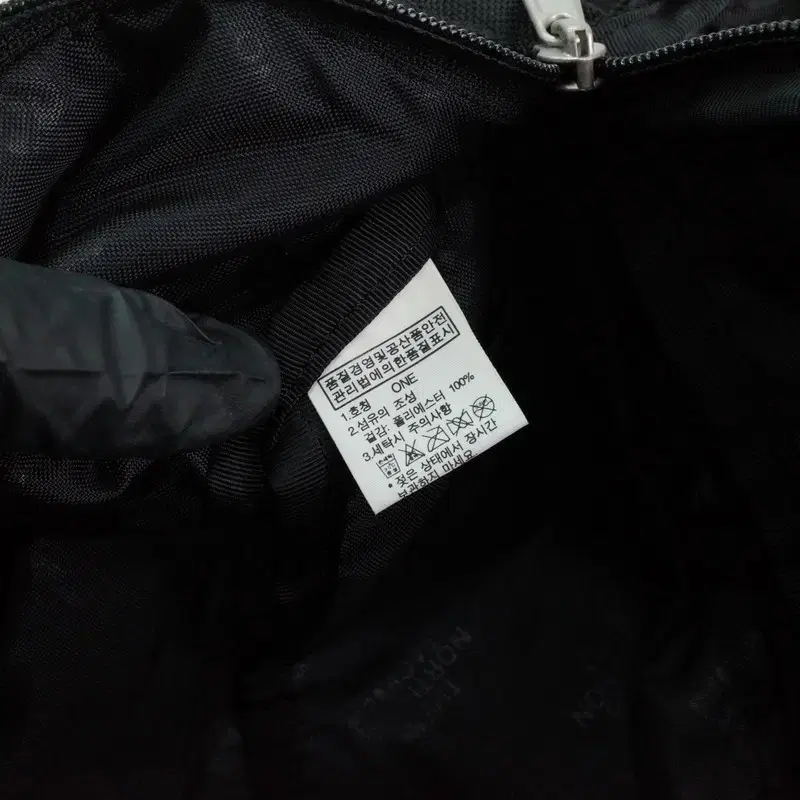 품질경영및공산품안전
관리법에의한품질표시
1.호칭 ONE
2.섬유의 조성
겉감: 폴리에스터 100%
3.세탁시 주의사항
* 젖은 상태에서 장시간
보관하지 마세요
NORTH